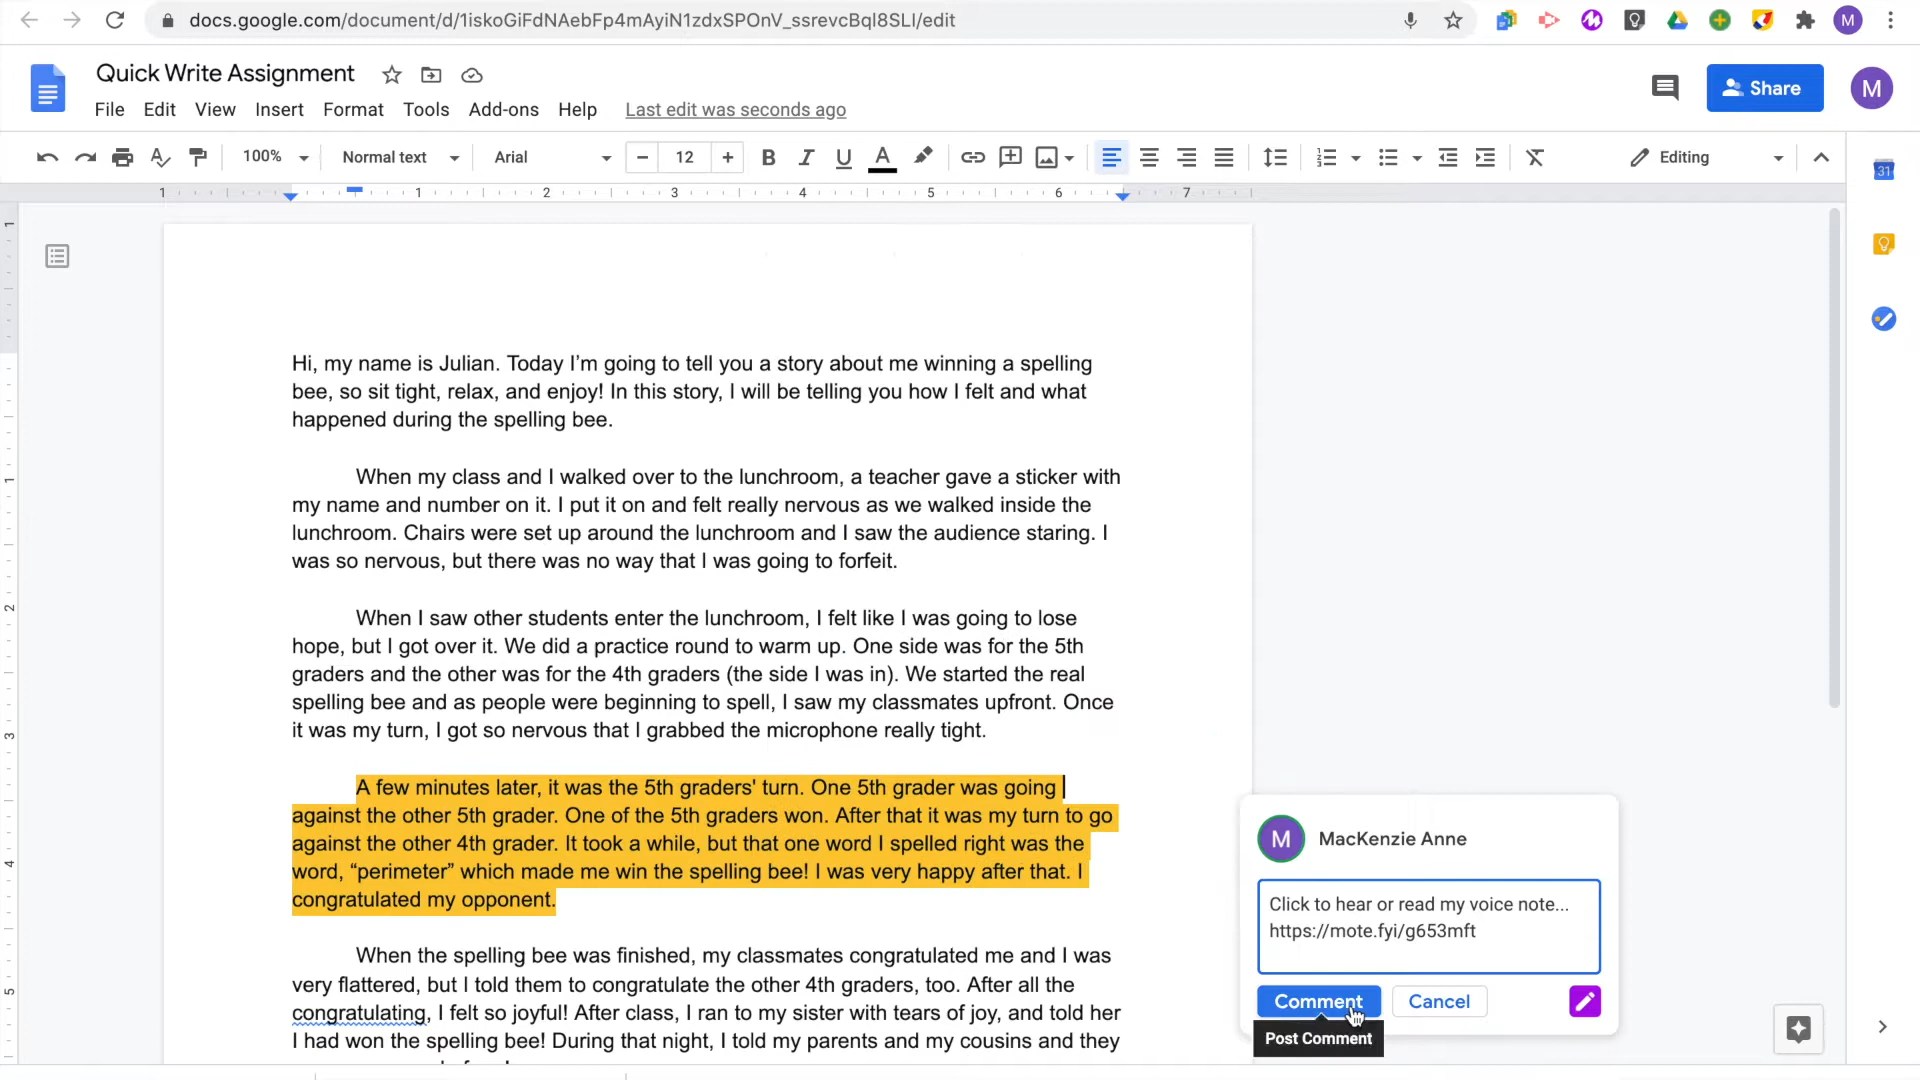 docs.google.com/document/d/1iskoGiFdNAebFp4mAyiN1zdxSPOnV_ssrevcBql8SLI/edit
M
Quick Write Assignment
File Edit View Insert Format Tools Add-ons Help Last edit was seconds ago
Share
M
100% Normal text Arial 12 B I U A Editing
31
1 1 2 3 4 5 6 7
1
1
2
3
4
5
Hi, my name is Julian. Today I’m going to tell you a story about me winning a spelling
bee, so sit tight, relax, and enjoy! In this story, I will be telling you how I felt and what
happened during the spelling bee.
When my class and I walked over to the lunchroom, a teacher gave a sticker with
my name and number on it. I put it on and felt really nervous as we walked inside the
lunchroom. Chairs were set up around the lunchroom and I saw the audience staring. I
was so nervous, but there was no way that I was going to forfeit.
When I saw other students enter the lunchroom, I felt like I was going to lose
hope, but I got over it. We did a practice round to warm up. One side was for the 5th
graders and the other was for the 4th graders (the side I was in). We started the real
spelling bee and as people were beginning to spell, I saw my classmates upfront. Once
it was my turn, I got so nervous that I grabbed the microphone really tight.
A few minutes later, it was the 5th graders' turn. One 5th grader was going
against the other 5th grader. One of the 5th graders won. After that it was my turn to go
against the other 4th grader. It took a while, but that one word I spelled right was the
word, “perimeter” which made me win the spelling bee! I was very happy after that. I
congratulated my opponent.
When the spelling bee was finished, my classmates congratulated me and I was
very flattered, but I told them to congratulate the other 4th graders, too. After all the
congratulating, I felt so joyful! After class, I ran to my sister with tears of joy, and told her
I had won the spelling bee! During that night, I told my parents and my cousins and they
M
MacKenzie Anne
Click to hear or read my voice note...
https://mote.fyi/g653mft
Comment Cancel
Post Comment